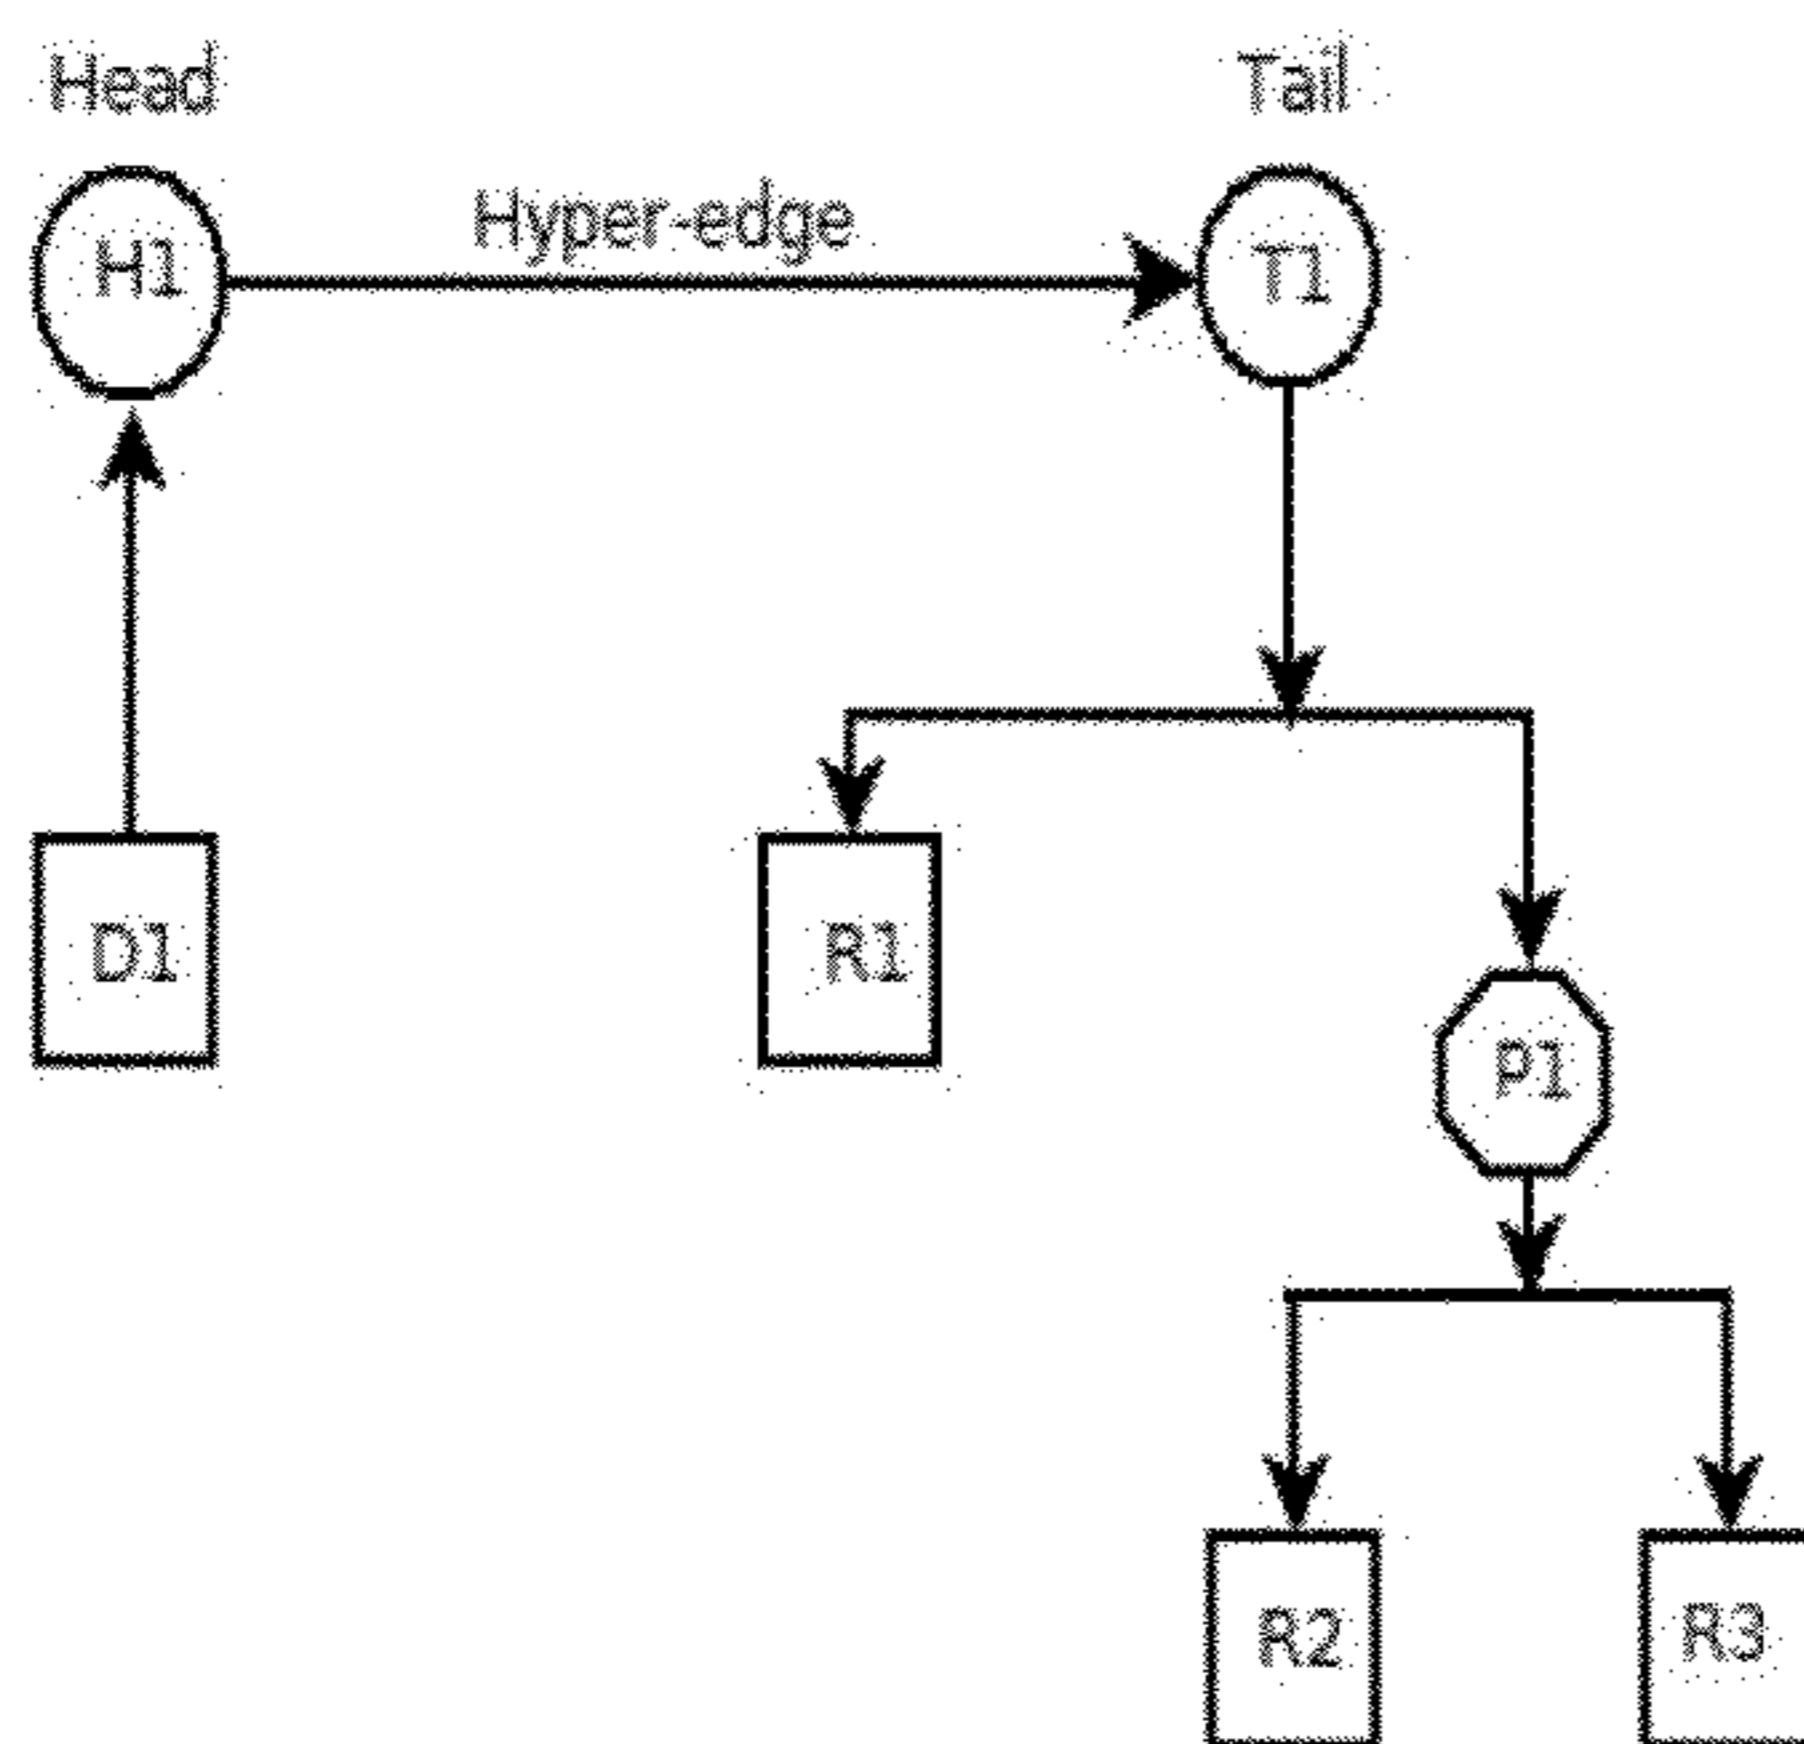 Head
Tail
Hyper-edge
H1
T1
D1
R1
P1
R2
R3